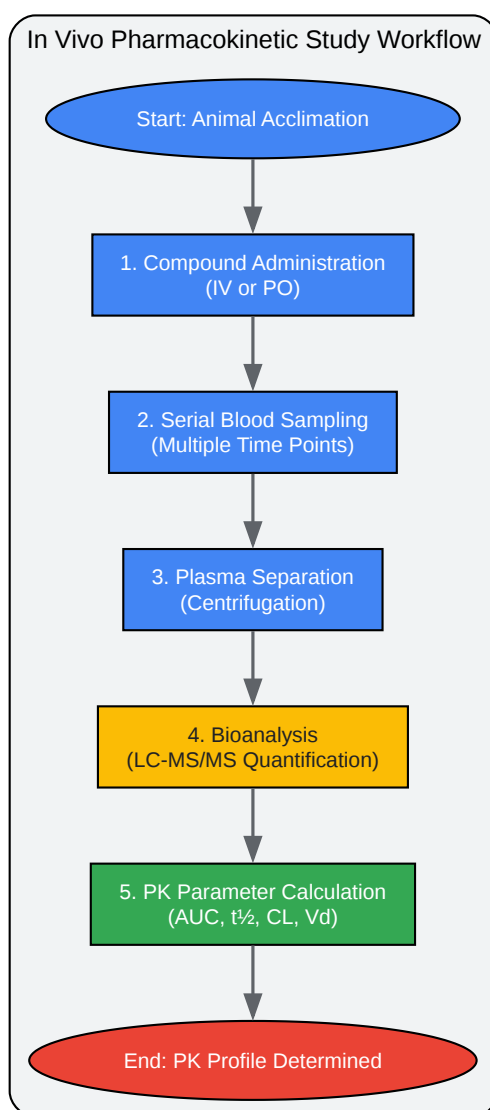 In Vivo Pharmacokinetic Study Workflow
Start: Animal Acclimation
1. Compound Administration
(IV or PO)
2. Serial Blood Sampling
(Multiple Time Points)
3. Plasma Separation
(Centrifugation)
4. Bioanalysis
(LC-MS/MS Quantification)
5. PK Parameter Calculation
(AUC, t½, CL, Vd)
End: PK Profile Determined